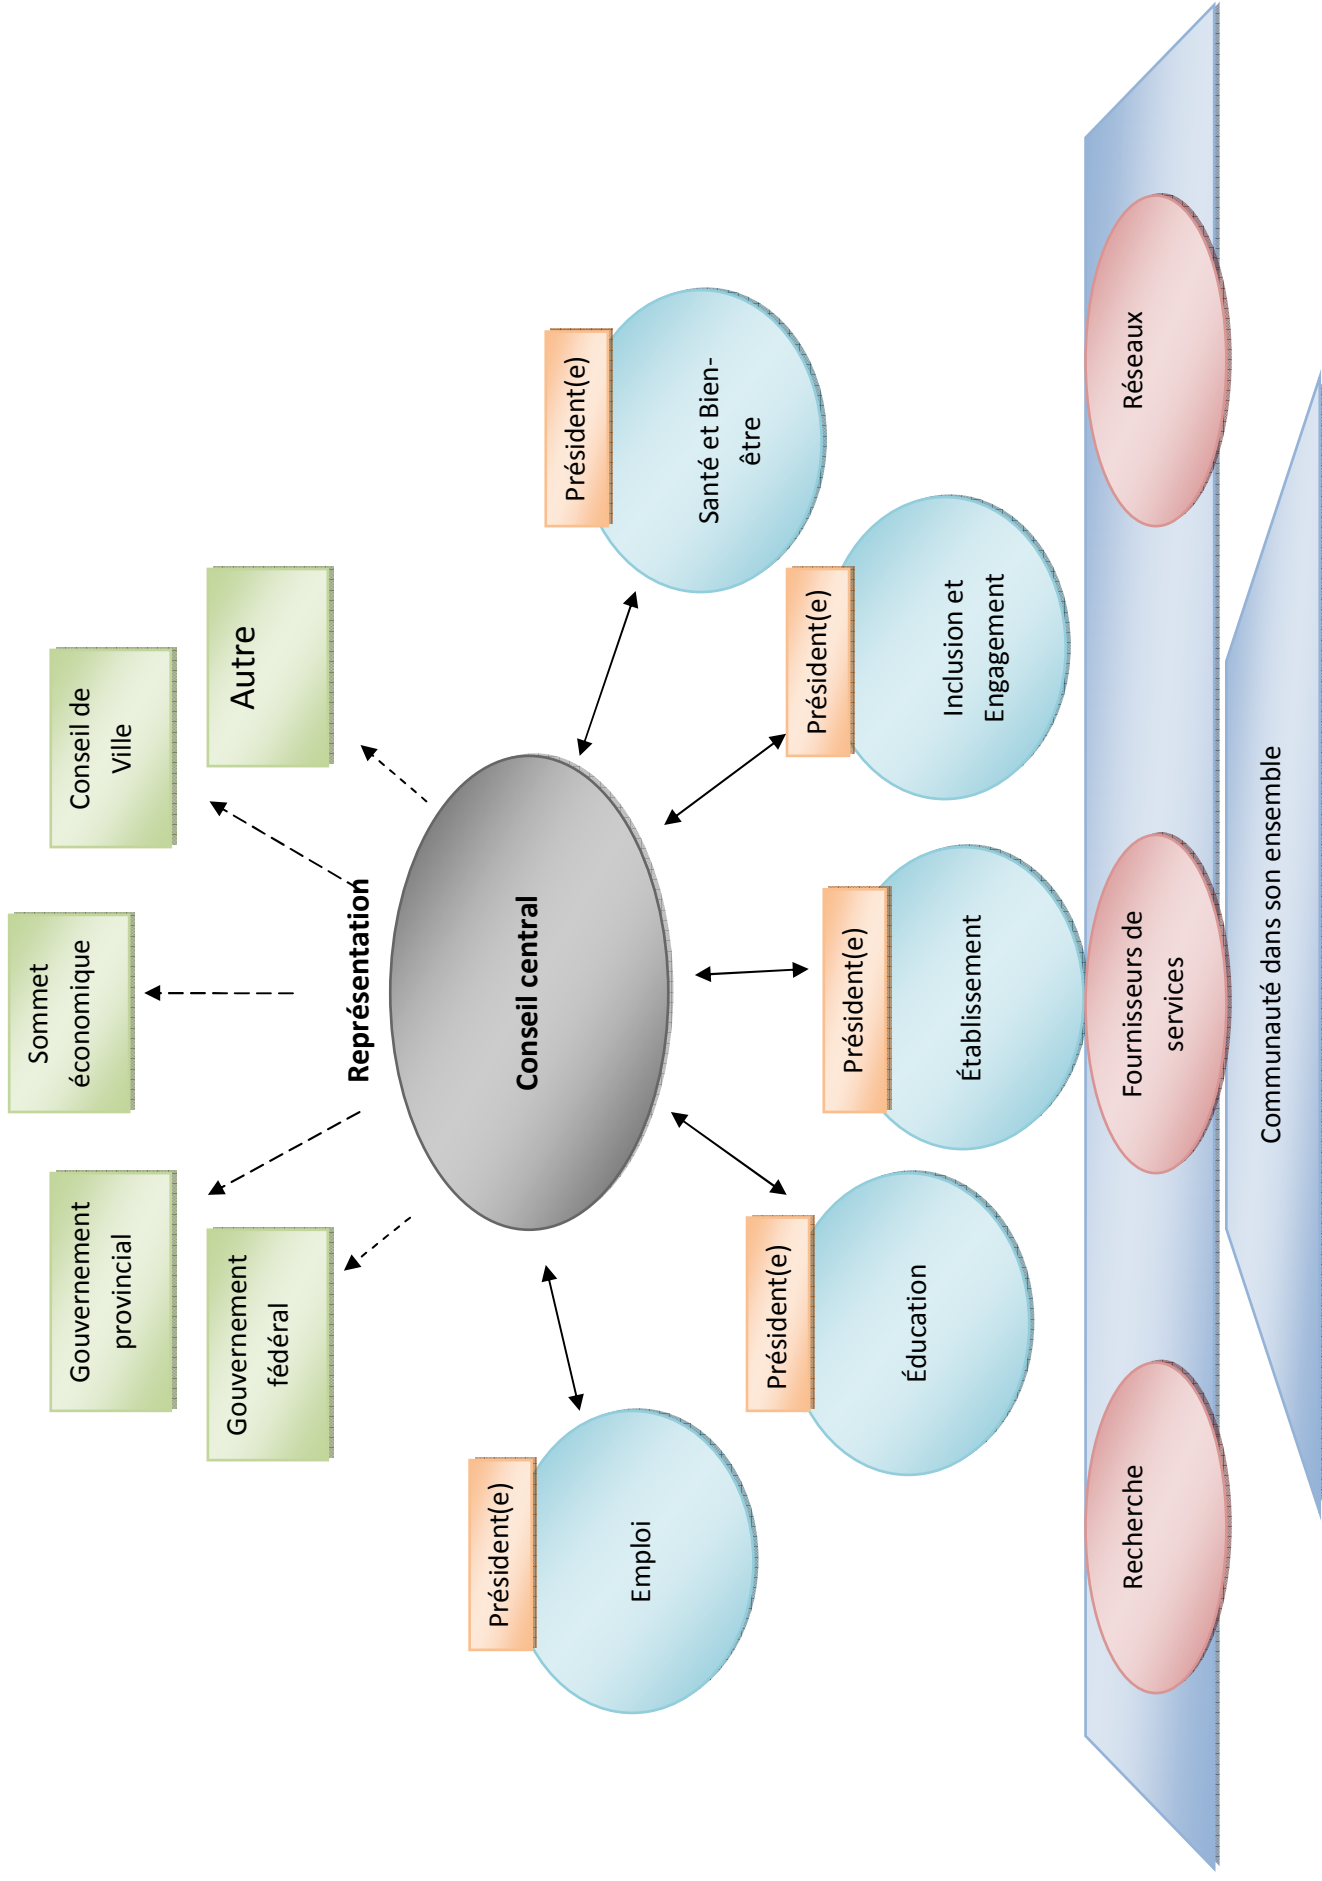 Sommet
économique
Gouvernement
provincial
Conseil de
Ville
Gouvernement
fédéral
Autre
Représentation
Conseil central
Président(e)
Emploi
Président(e)
Éducation
Président(e)
Établissement
Président(e)
Inclusion et
Engagement
Président(e)
Santé et Bien-
être
Recherche
Fournisseurs de
services
Réseaux
Communauté dans son ensemble